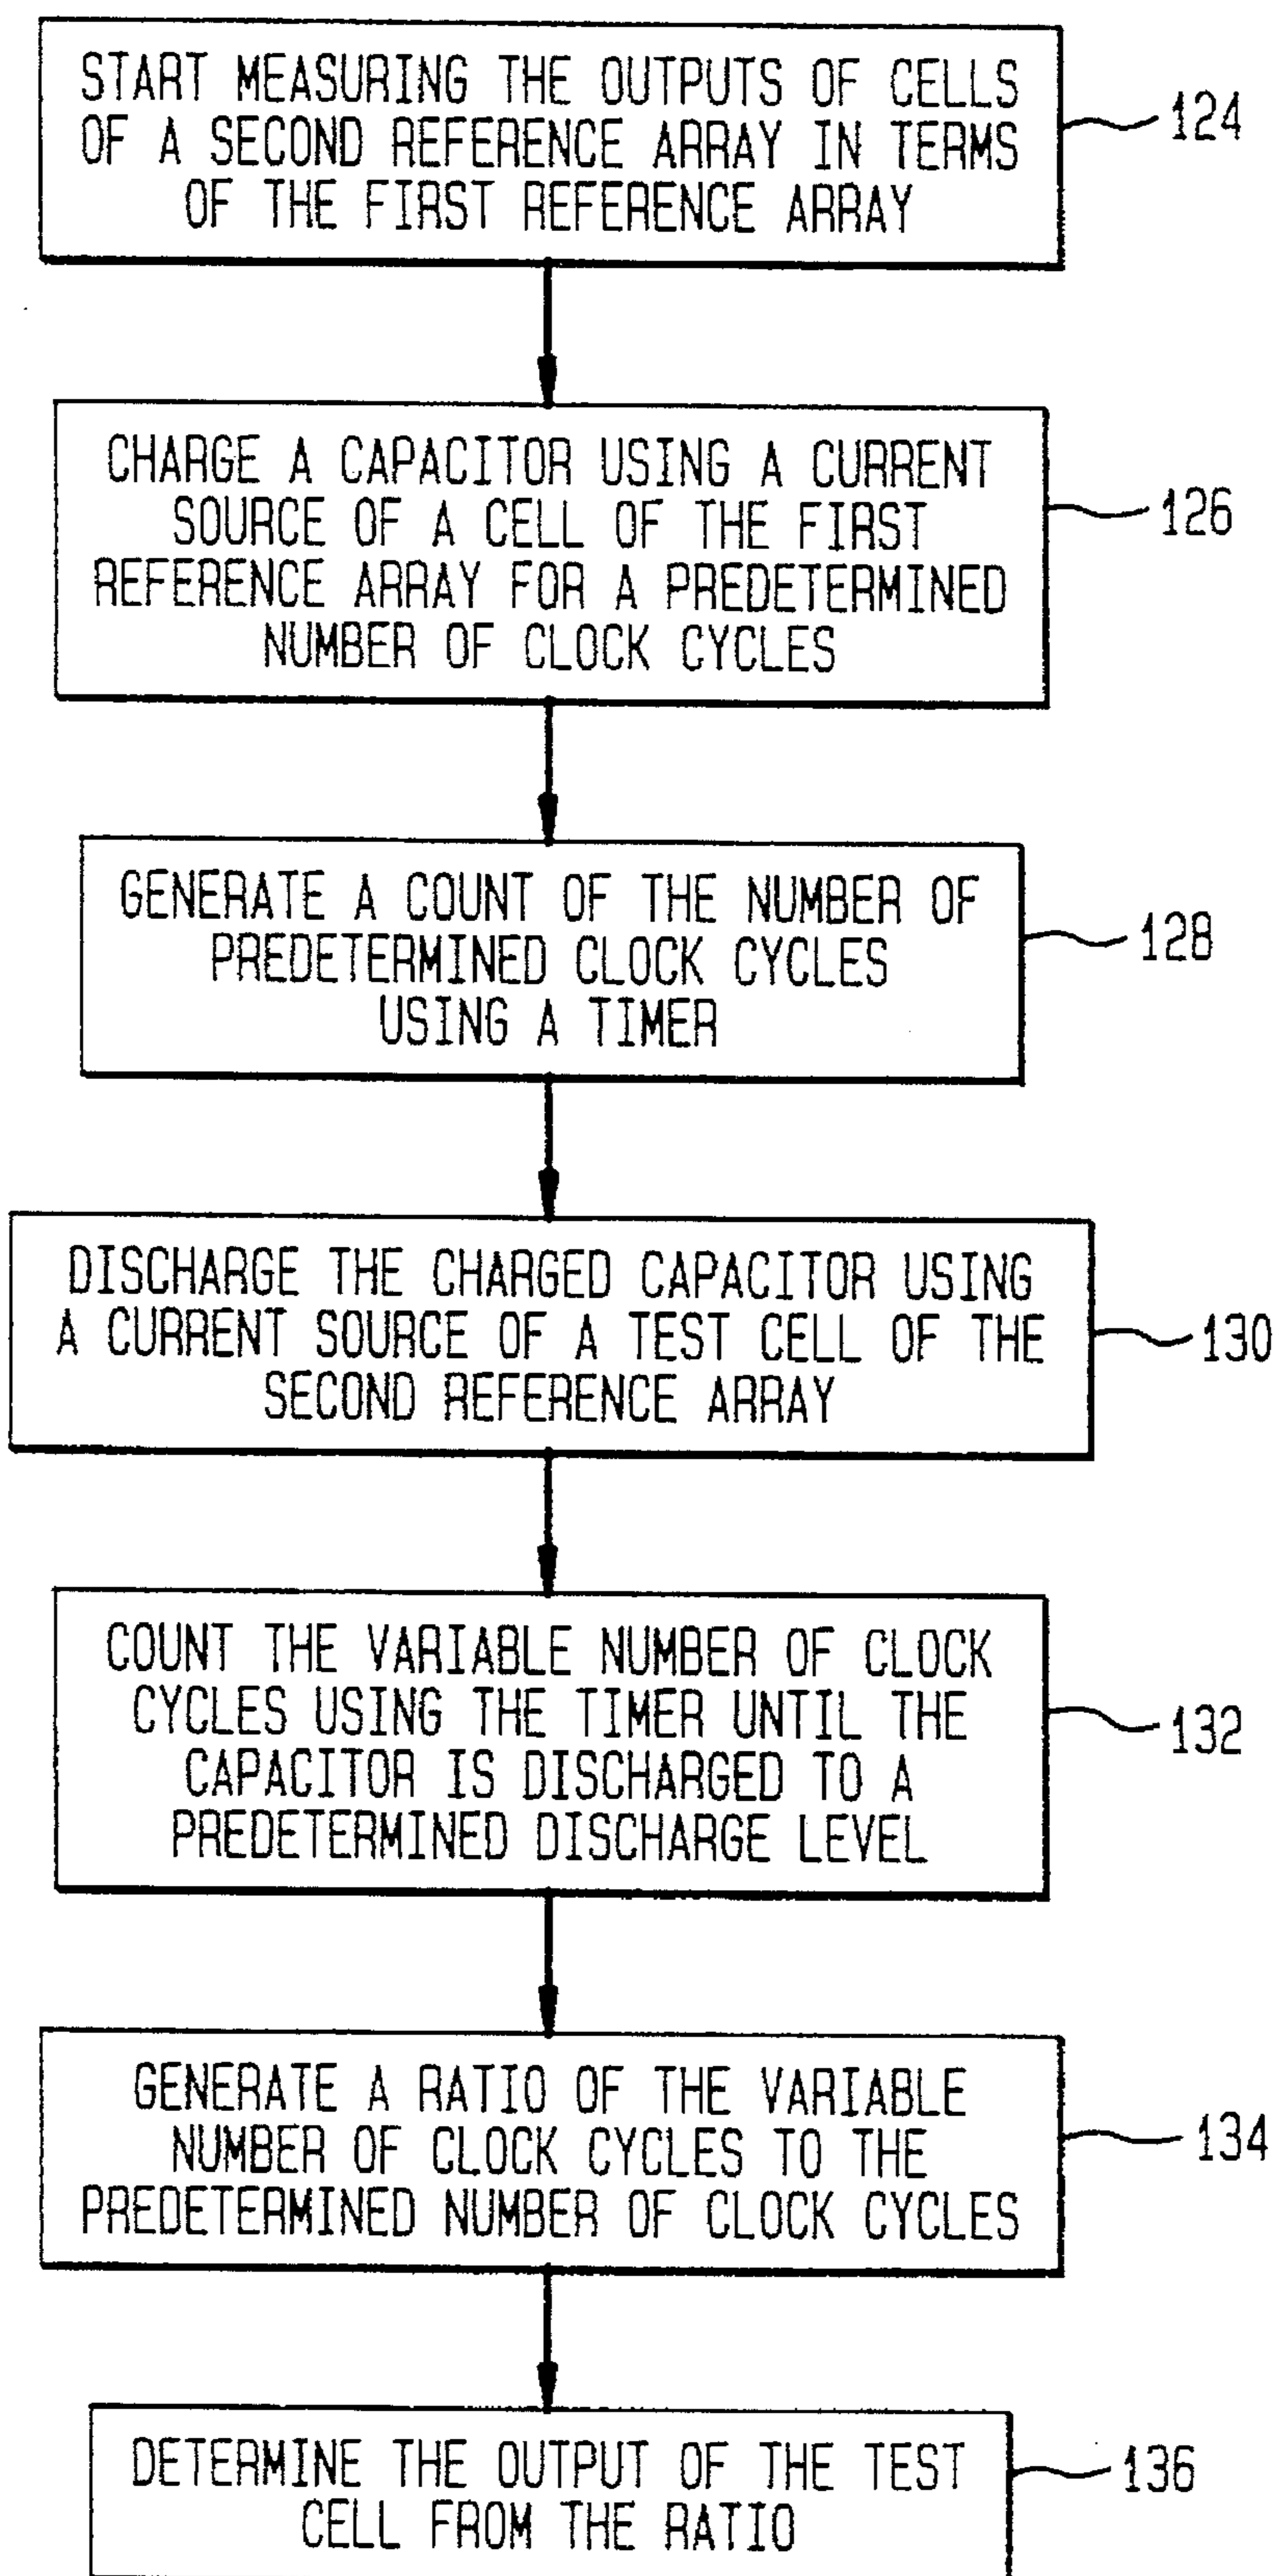 START MEASURING THE OUTPUTS OF CELLS
OF A SECOND REFERENCE ARRAY IN TERMS
OF THE FIRST REFERENCE ARRAY
124
CHARGE A CAPACITOR USING A CURRENT
SOURCE OF A CELL OF THE FIRST
REFERENCE ARRAY FOR A PREDETERMINED
NUMBER OF CLOCK CYCLES
126
GENERATE A COUNT OF THE NUMBER OF
PREDETERMINED CLOCK CYCLES
USING A TIMER
128
DISCHARGE THE CHARGED CAPACITOR USING
A CURRENT SOURCE OF A TEST CELL OF THE
SECOND REFERENCE ARRAY
130
COUNT THE VARIABLE NUMBER OF CLOCK
CYCLES USING THE TIMER UNTIL THE
CAPACITOR IS DISCHARGED TO A
PREDETERMINED DISCHARGE LEVEL
132
GENERATE A RATIO OF THE VARIABLE
NUMBER OF CLOCK CYCLES TO THE
PREDETERMINED NUMBER OF CLOCK CYCLES
134
DETERMINE THE OUTPUT OF THE TEST
CELL FROM THE RATIO
136